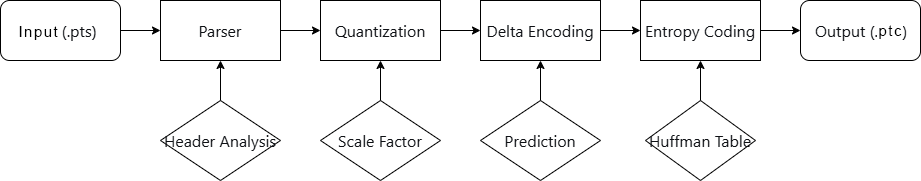 Input (.pts)
Parser
Quantization
Delta Encoding
Entropy Coding
Output (.ptc)
Header Analysis
Scale Factor
Prediction
Huffman Table